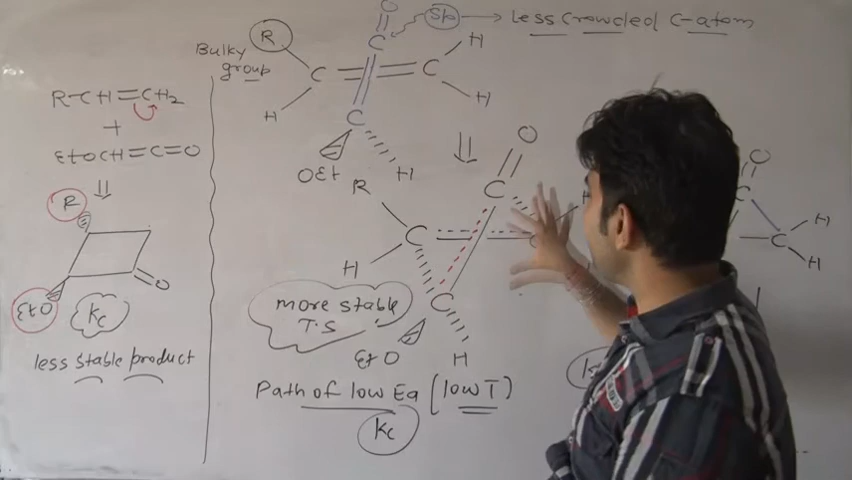 R-CH=CH2
+
EtOCH=C=O
⇓
R
EtO
O
Kc
less stable product
Bulky
group
R
H
O
C
Sp → less crowded C-atom
C
C
H
H
C
OEt
H
⇓
R
O
C
C
H
C
EtO
H
more stable
T.S
Path of low Ea (low T)
Kc
O
C
C
H
H